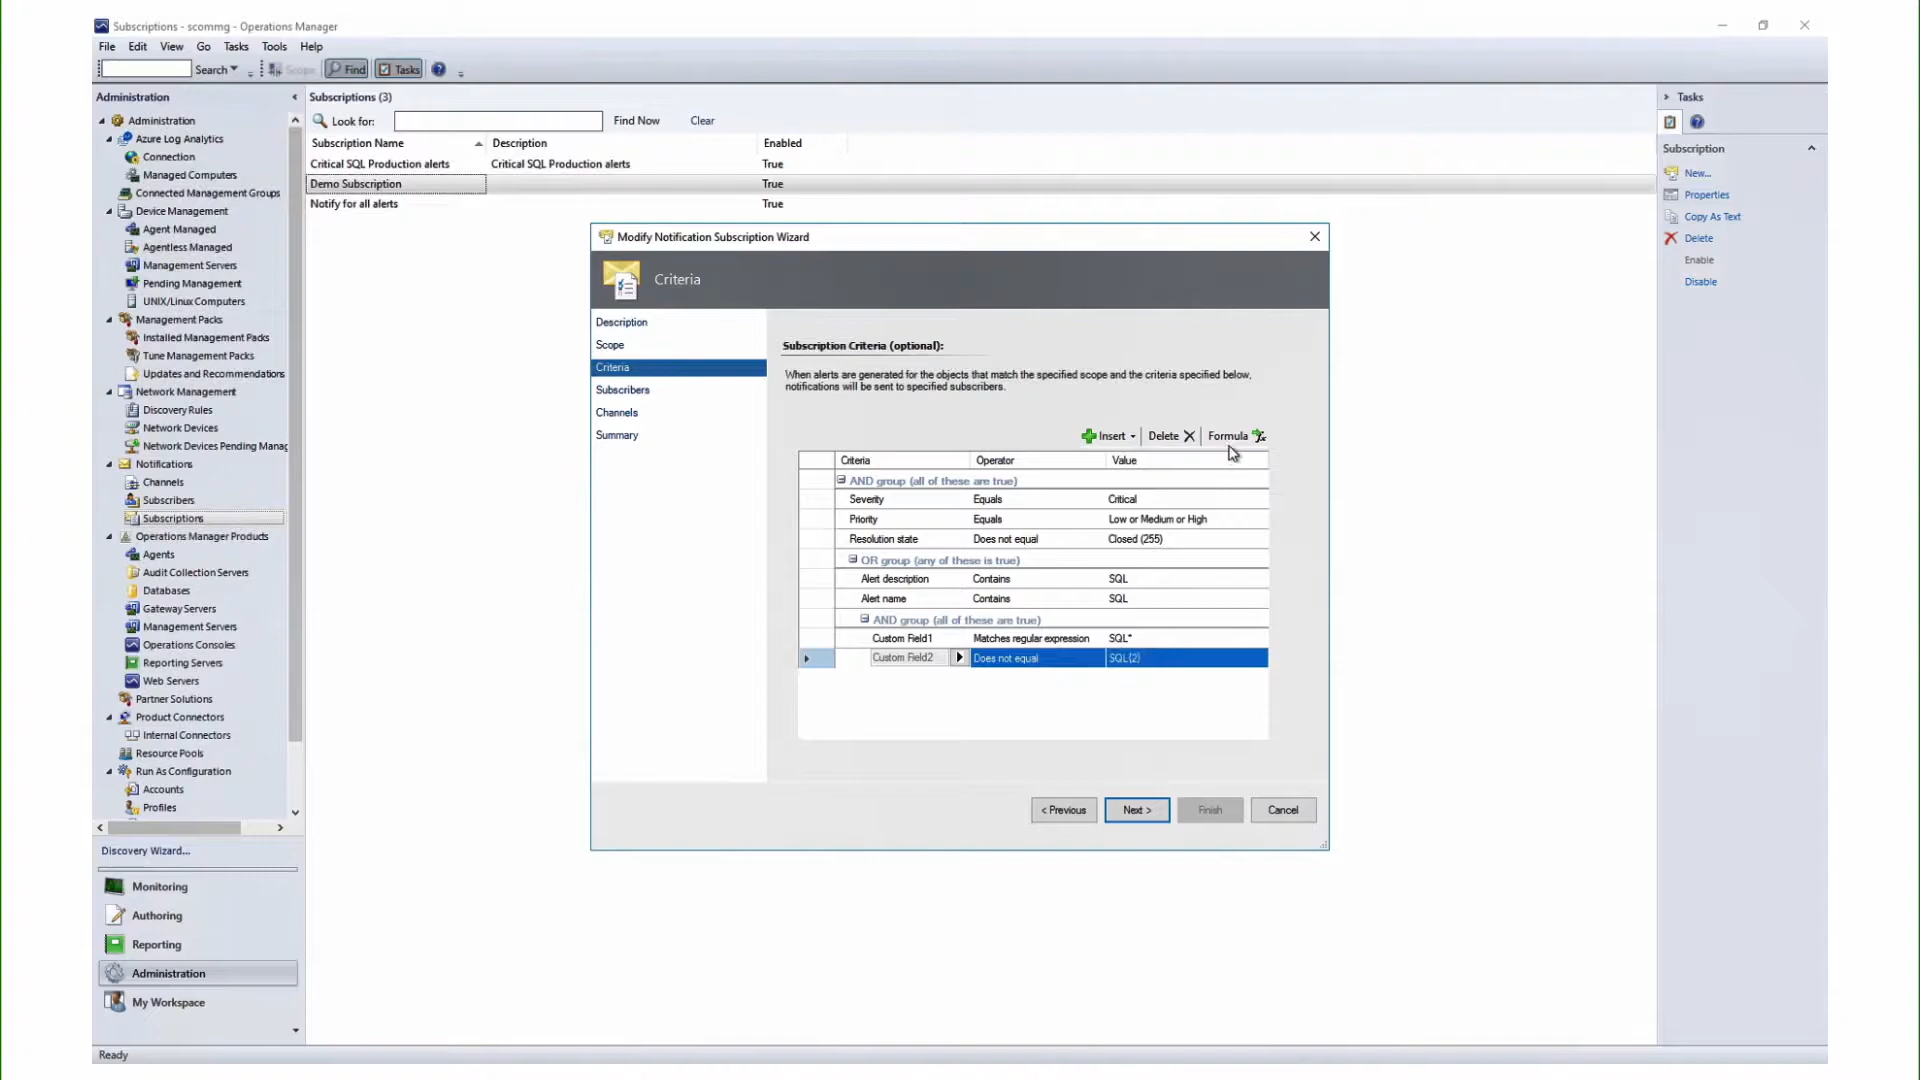 Subscriptions - scommg - Operations Manager
File Edit View Go Tasks Tools Help
Search Scope Find Tasks
Administration
Administration
Azure Log Analytics
Connection
Managed Computers
Connected Management Groups
Device Management
Agent Managed
Agentless Managed
Management Servers
Pending Management
UNIX/Linux Computers
Management Packs
Installed Management Packs
Tune Management Packs
Updates and Recommendations
Network Management
Discovery Rules
Network Devices
Network Devices Pending Manag
Notifications
Channels
Subscribers
Subscriptions
Operations Manager Products
Agents
Audit Collection Servers
Databases
Gateway Servers
Management Servers
Operations Consoles
Reporting Servers
Web Servers
Partner Solutions
Product Connectors
Internal Connectors
Resource Pools
Run As Configuration
Accounts
Profiles
Discovery Wizard...
Monitoring
Authoring
Reporting
Administration
My Workspace
Ready
Subscriptions (3)
Look for: Find Now Clear
Subscription Name Description Enabled
Critical SQL Production alerts Critical SQL Production alerts True
Demo Subscription True
Notify for all alerts True
Modify Notification Subscription Wizard
Criteria
Description
Scope
Criteria
Subscribers
Channels
Summary
Subscription Criteria (optional):
When alerts are generated for the objects that match the specified scope and the criteria specified below,
notifications will be sent to specified subscribers.
Insert Delete Formula
Criteria Operator Value
AND group (all of these are true)
Severity Equals Critical
Priority Equals Low or Medium or High
Resolution state Does not equal Closed (255)
OR group (any of these is true)
Alert description Contains SQL
Alert name Contains SQL
AND group (all of these are true)
Custom Field1 Matches regular expression SQL*
Custom Field2 Does not equal SQL{2}
< Previous Next > Finish Cancel
Tasks
Subscription
New...
Properties
Copy As Text
Delete
Enable
Disable